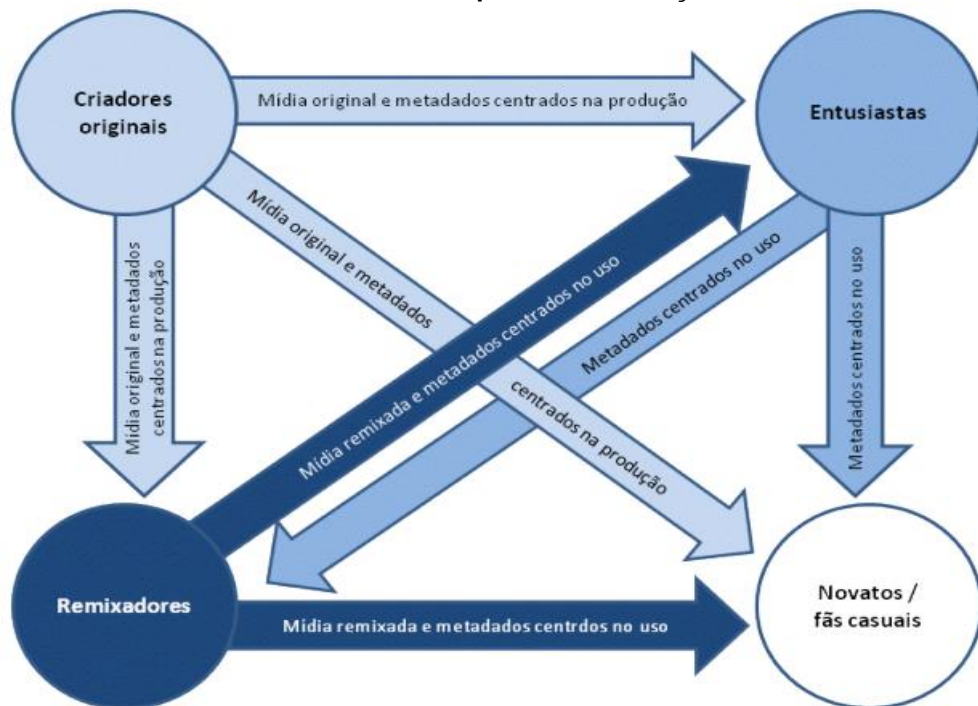 Criadores
originais
Mídia original e metadados centrados na produção
Entusiastas
Mídia original e metadados
centrados na produção
Mídia original e metadados
centrados na produção
Mídia remixada e metadados centrados no uso
Metadados centrados no uso
Metadados centrados no uso
Remixadores
Mídia remixada e metadados centrdos no uso
Novatos /
fãs casuais